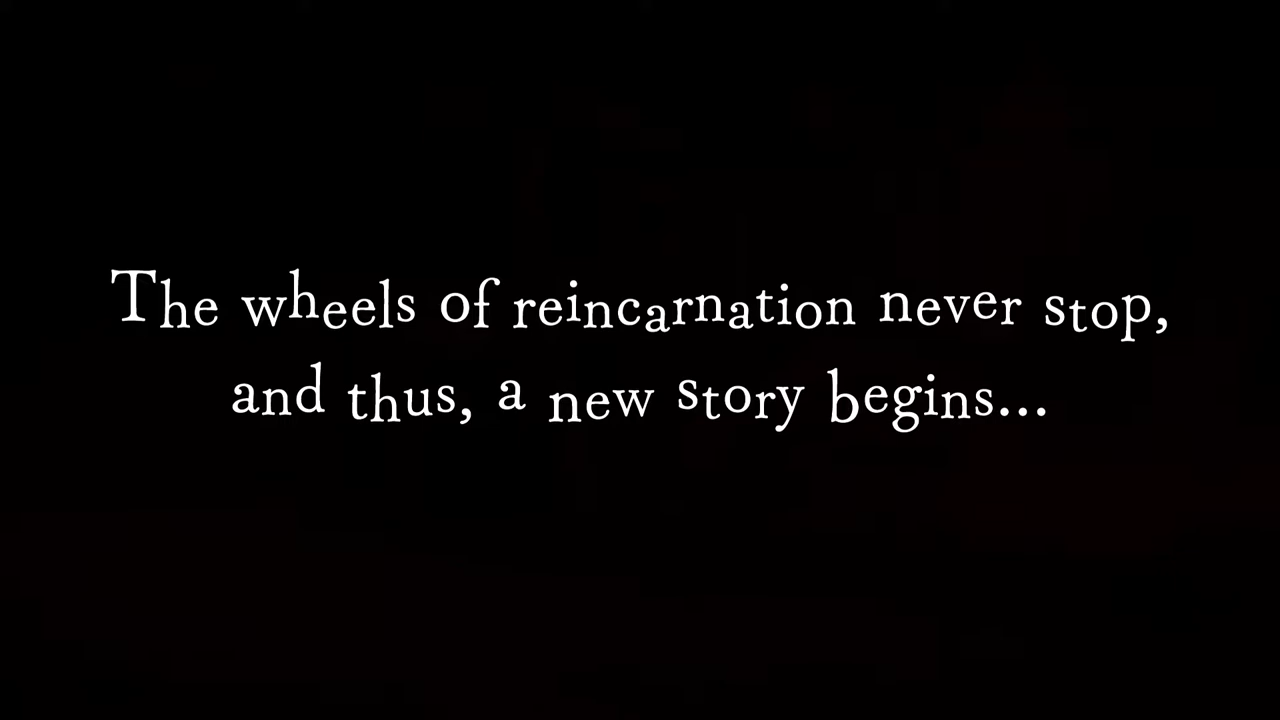 The wheels of reincarnation never stop,
and thus, a new story begins...